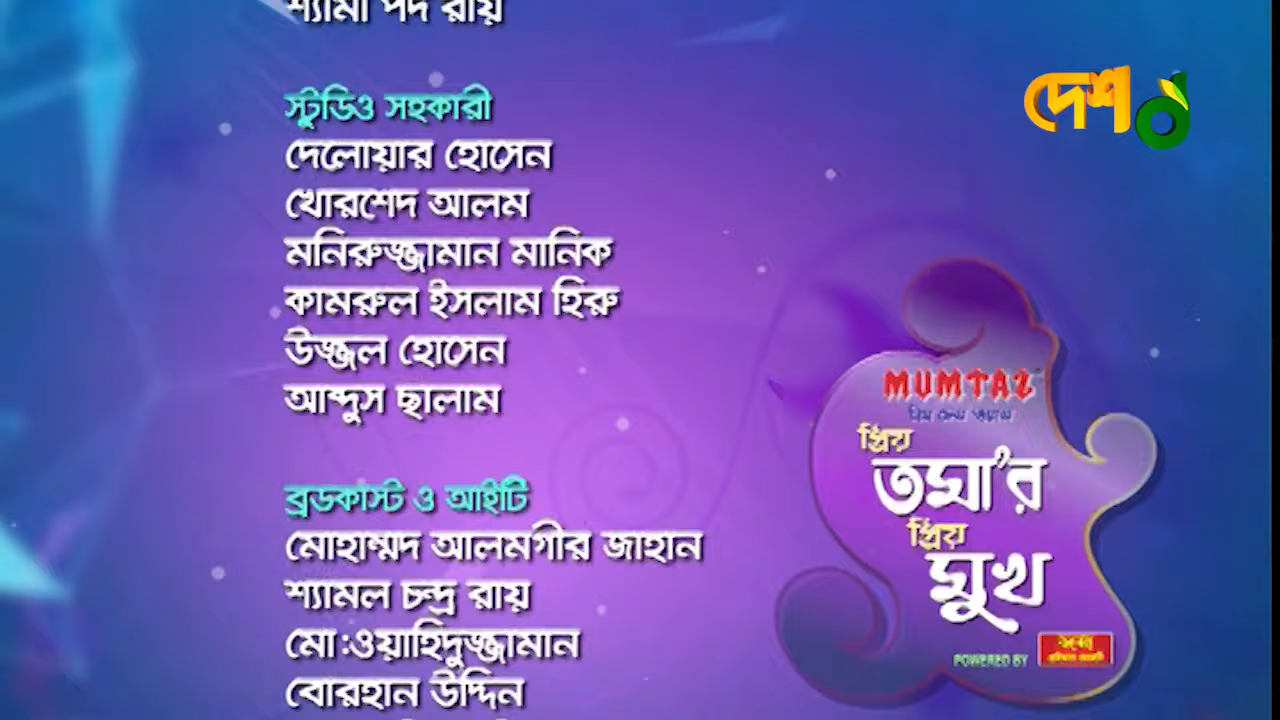 শ্যামা পদ রায়
স্টুডিও সহকারী
দেলোয়ার হোসেন
খোরশেদ আলম
মনিরুজ্জামান মানিক
কামরুল ইসলাম হিরু
উজ্জল হোসেন
আব্দুস ছালাম
ব্রডকাস্ট ও আইটি
মোহাম্মদ আলমগীর জাহান
শ্যামল চন্দ্র রায়
মো:ওয়াহিদুজ্জামান
বোরহান উদ্দিন
দেশ
MUMTAZ
প্রিয়
তমা'র
প্রিয়
মুখ
POWERED BY